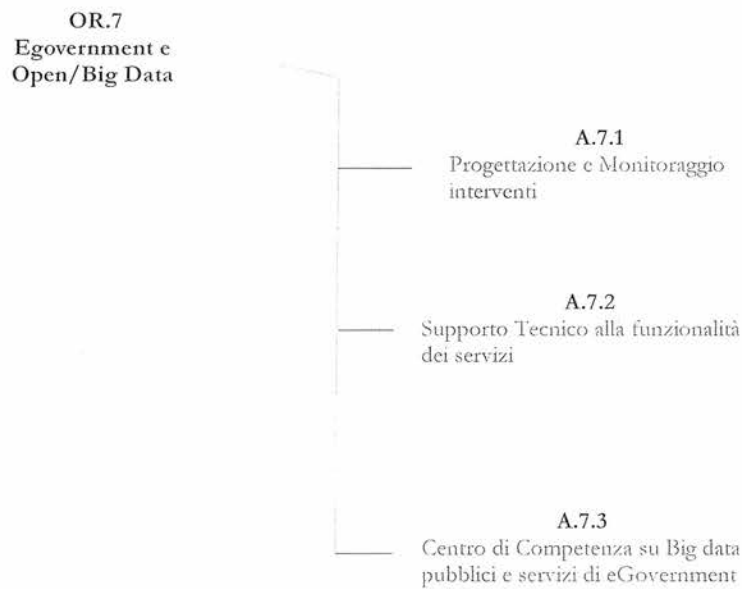 OR.7
Egovernment e
Open/Big Data
A.7.1
Progettazione e Monitoraggio
interventi
A.7.2
Supporto Tecnico alla funzionalità
dei servizi
A.7.3
Centro di Competenza su Big data
pubblici e servizi di eGovernment